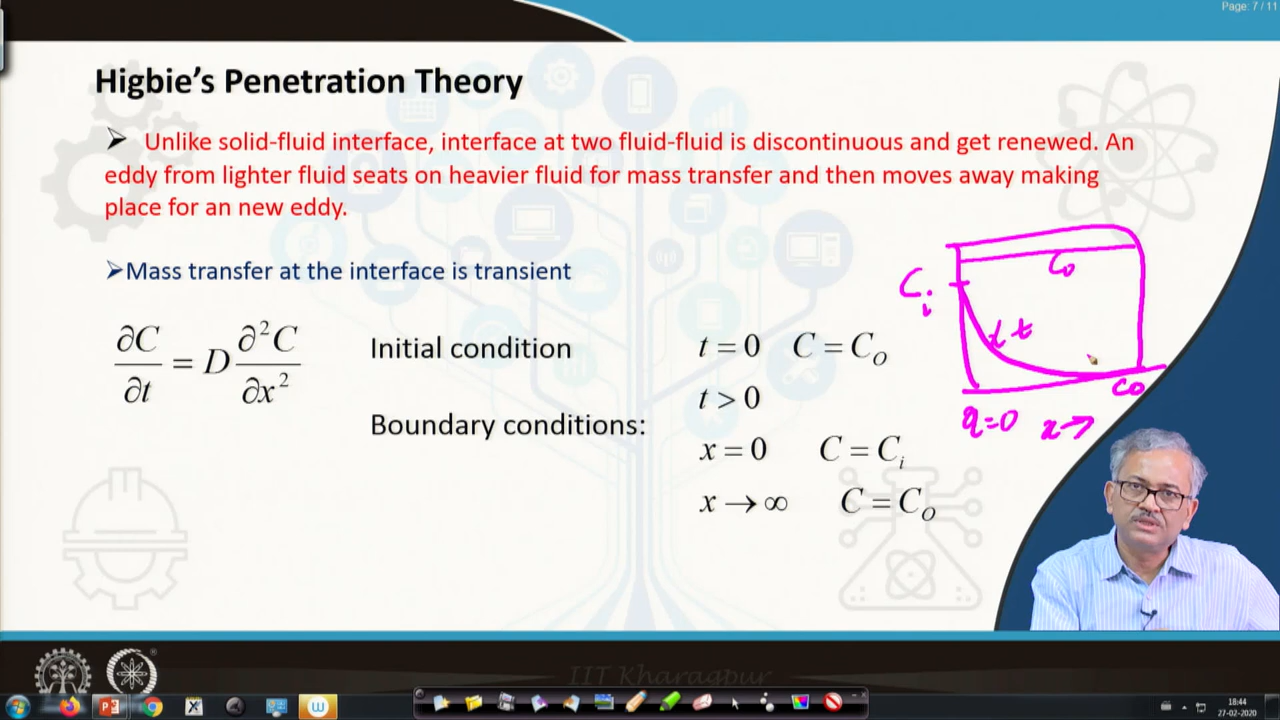 Page: 7 / 11
Higbie's Penetration Theory
➤ Unlike solid-fluid interface, interface at two fluid-fluid is discontinuous and get renewed. An
eddy from lighter fluid seats on heavier fluid for mass transfer and then moves away making
place for an new eddy.
➤Mass transfer at the interface is transient
∂C/∂t = D ∂²C/∂x²
Initial condition
t = 0 C = C_O
t > 0
Boundary conditions:
x = 0 C = C_i
x → ∞ C = C_O
C_i
C_o
t
C_o
x=0 x→
IIT Kharagpur
18:44
27-02-2020